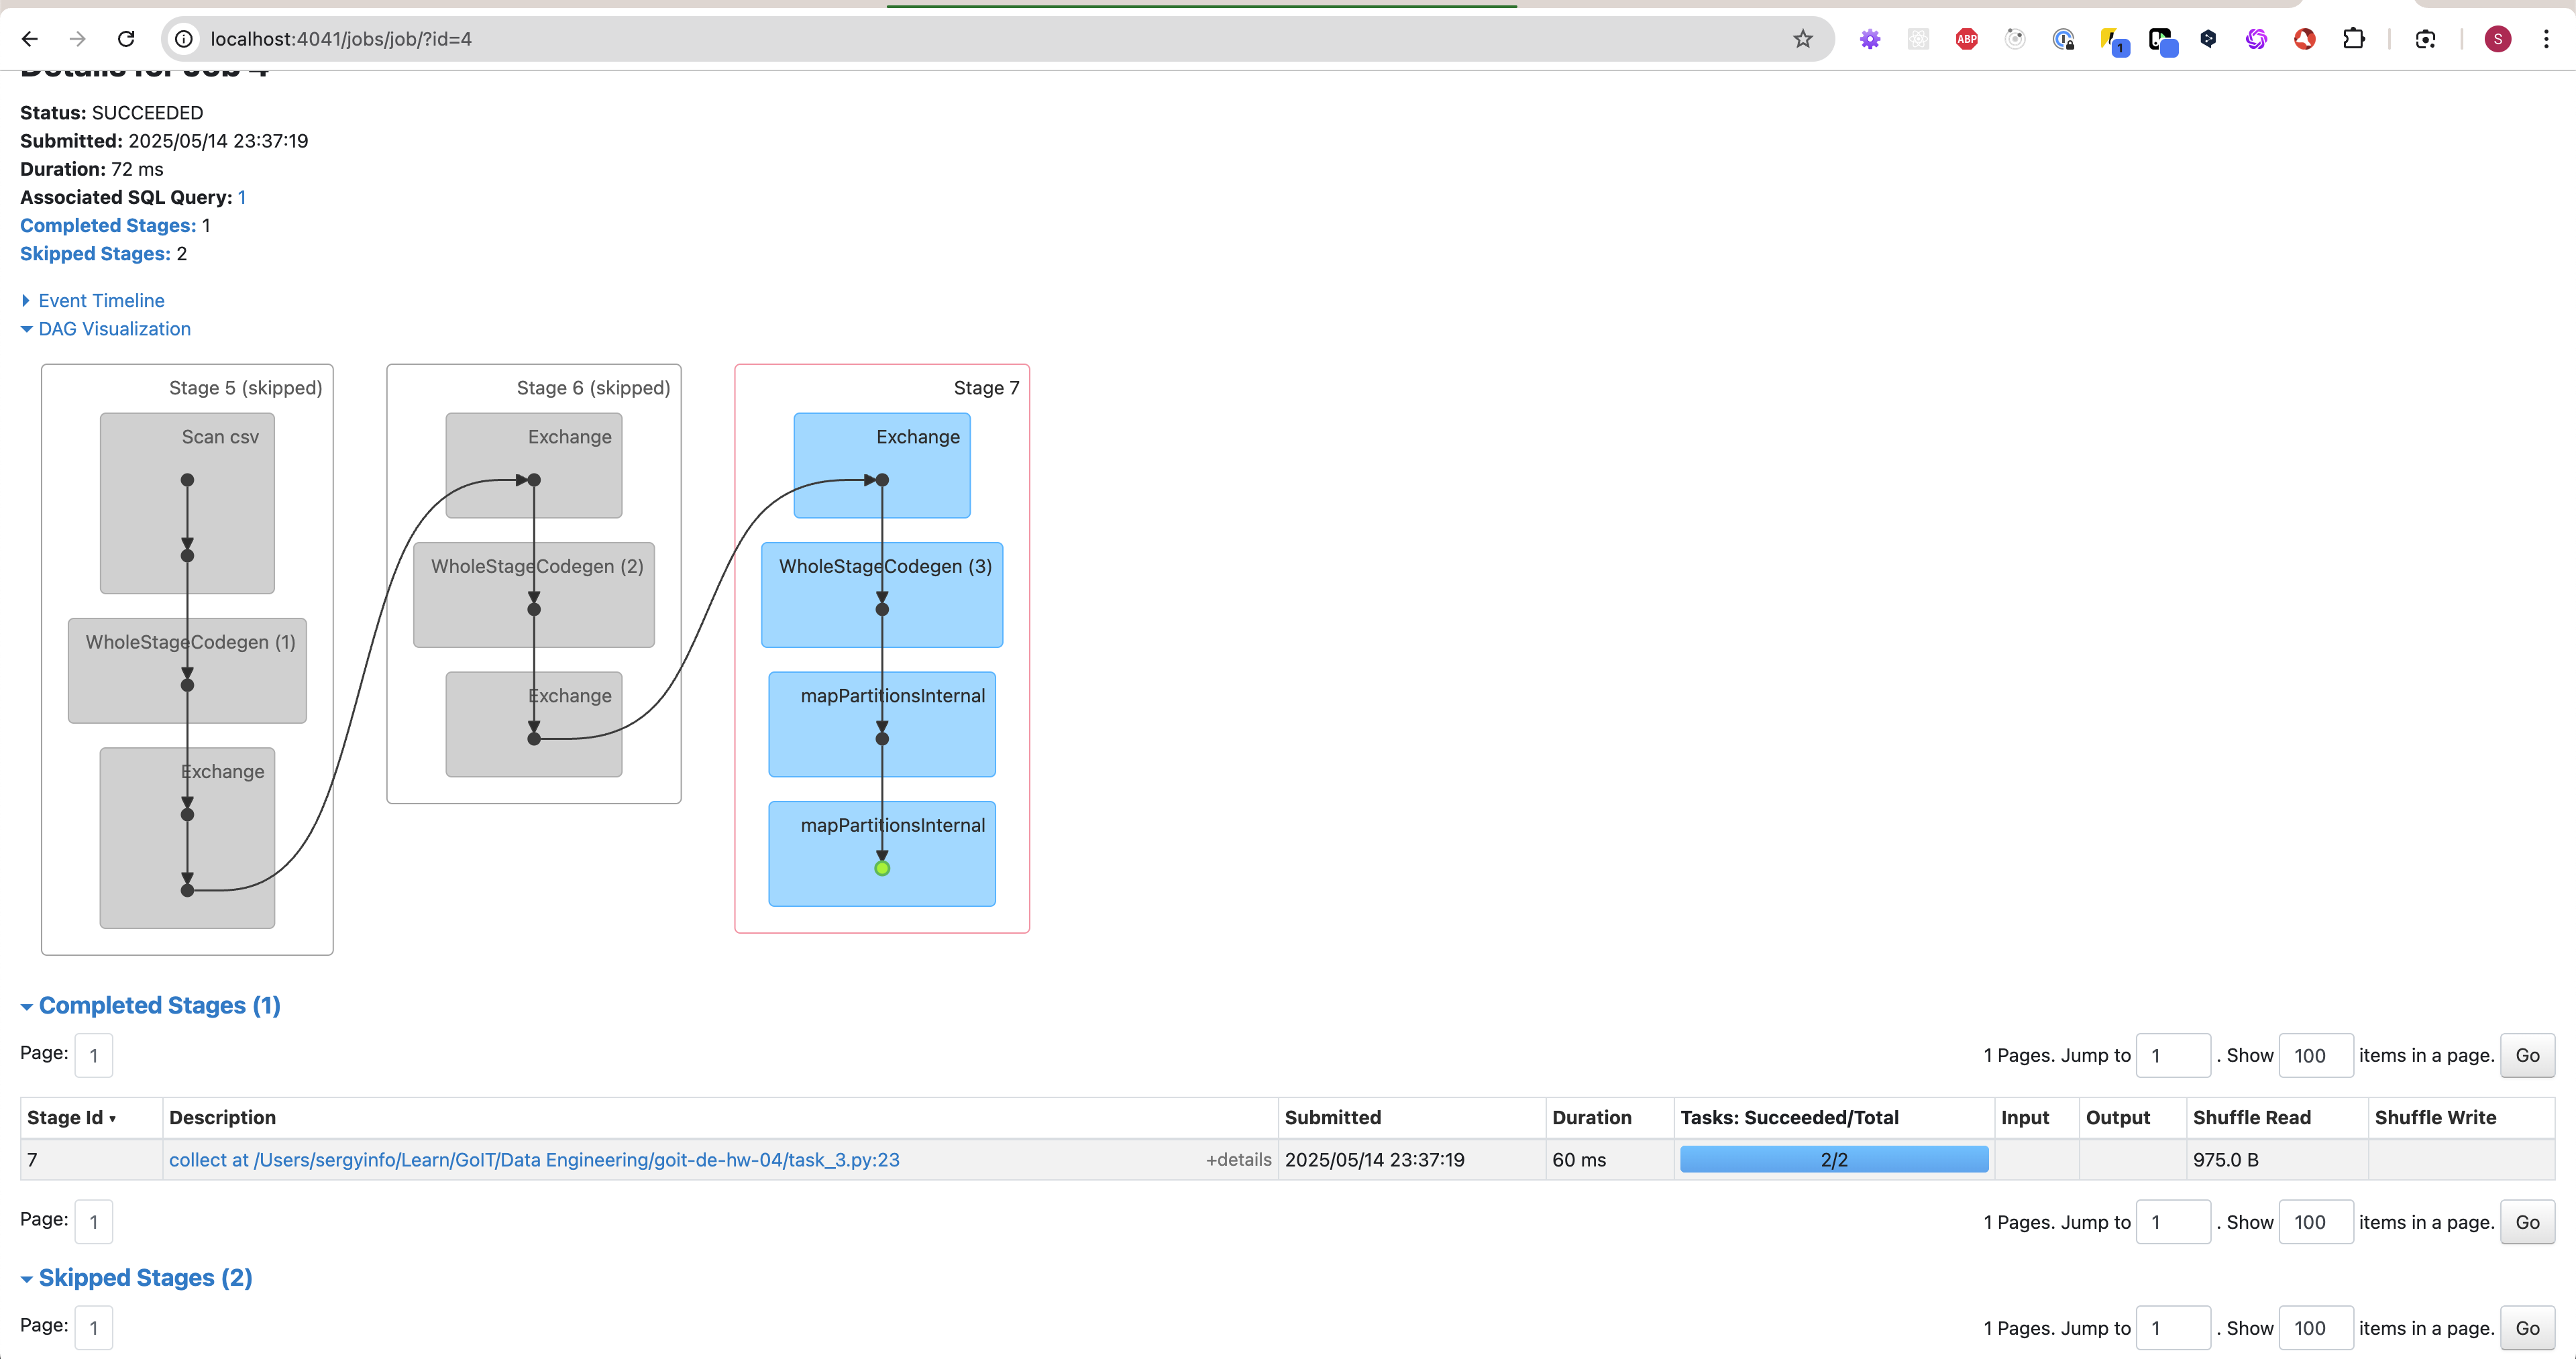 localhost:4041/jobs/job/?id=4
ABP
1
S
Details for Job 4
Status: SUCCEEDED
Submitted: 2025/05/14 23:37:19
Duration: 72 ms
Associated SQL Query: 1
Completed Stages: 1
Skipped Stages: 2
Event Timeline
DAG Visualization
Stage 5 (skipped)
Scan csv
WholeStageCodegen (1)
Exchange
Stage 6 (skipped)
Exchange
WholeStageCodegen (2)
Exchange
Stage 7
Exchange
WholeStageCodegen (3)
mapPartitionsInternal
mapPartitionsInternal
Completed Stages (1)
Page: 1
1 Pages. Jump to 1 . Show 100 items in a page. Go
Stage Id Description Submitted Duration Tasks: Succeeded/Total Input Output Shuffle Read Shuffle Write
7 collect at /Users/sergyinfo/Learn/GoIT/Data Engineering/goit-de-hw-04/task_3.py:23 +details 2025/05/14 23:37:19 60 ms 2/2 975.0 B
Page: 1
1 Pages. Jump to 1 . Show 100 items in a page. Go
Skipped Stages (2)
Page: 1
1 Pages. Jump to 1 . Show 100 items in a page. Go